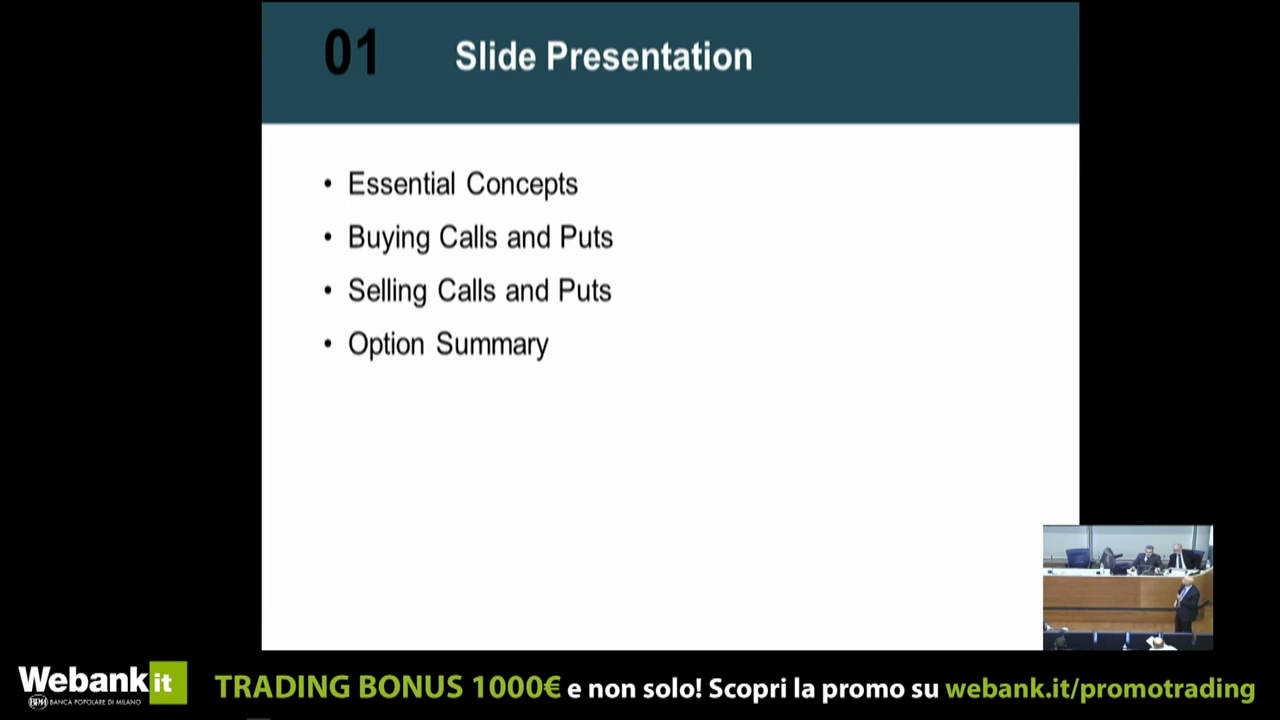 01 Slide Presentation
• Essential Concepts
• Buying Calls and Puts
• Selling Calls and Puts
• Option Summary
Webank.it
BPM BANCA POPOLARE DI MILANO
TRADING BONUS 1000€ e non solo! Scopri la promo su webank.it/promotrading